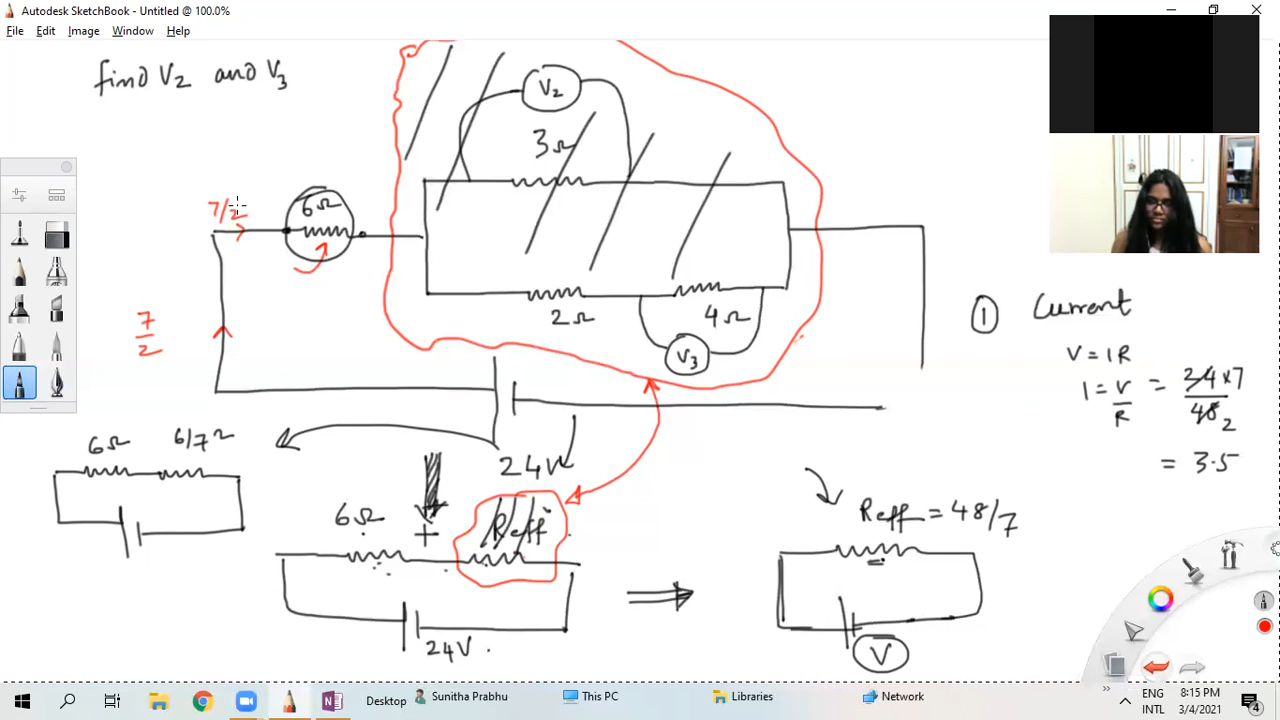 Autodesk SketchBook - Untitled @ 100.0%
File Edit Image Window Help
find V2 and V3
V2
3Ω
7/2
6Ω
2Ω
4Ω
V3
7/2
24V
① Current
V = IR
I = V/R = 24×7/48 2
= 3.5
6Ω 6/7Ω
6Ω + Reff
24V
Reff = 48/7
V
Desktop Sunitha Prabhu This PC Libraries Network
ENG
INTL
8:15 PM
3/4/2021
4